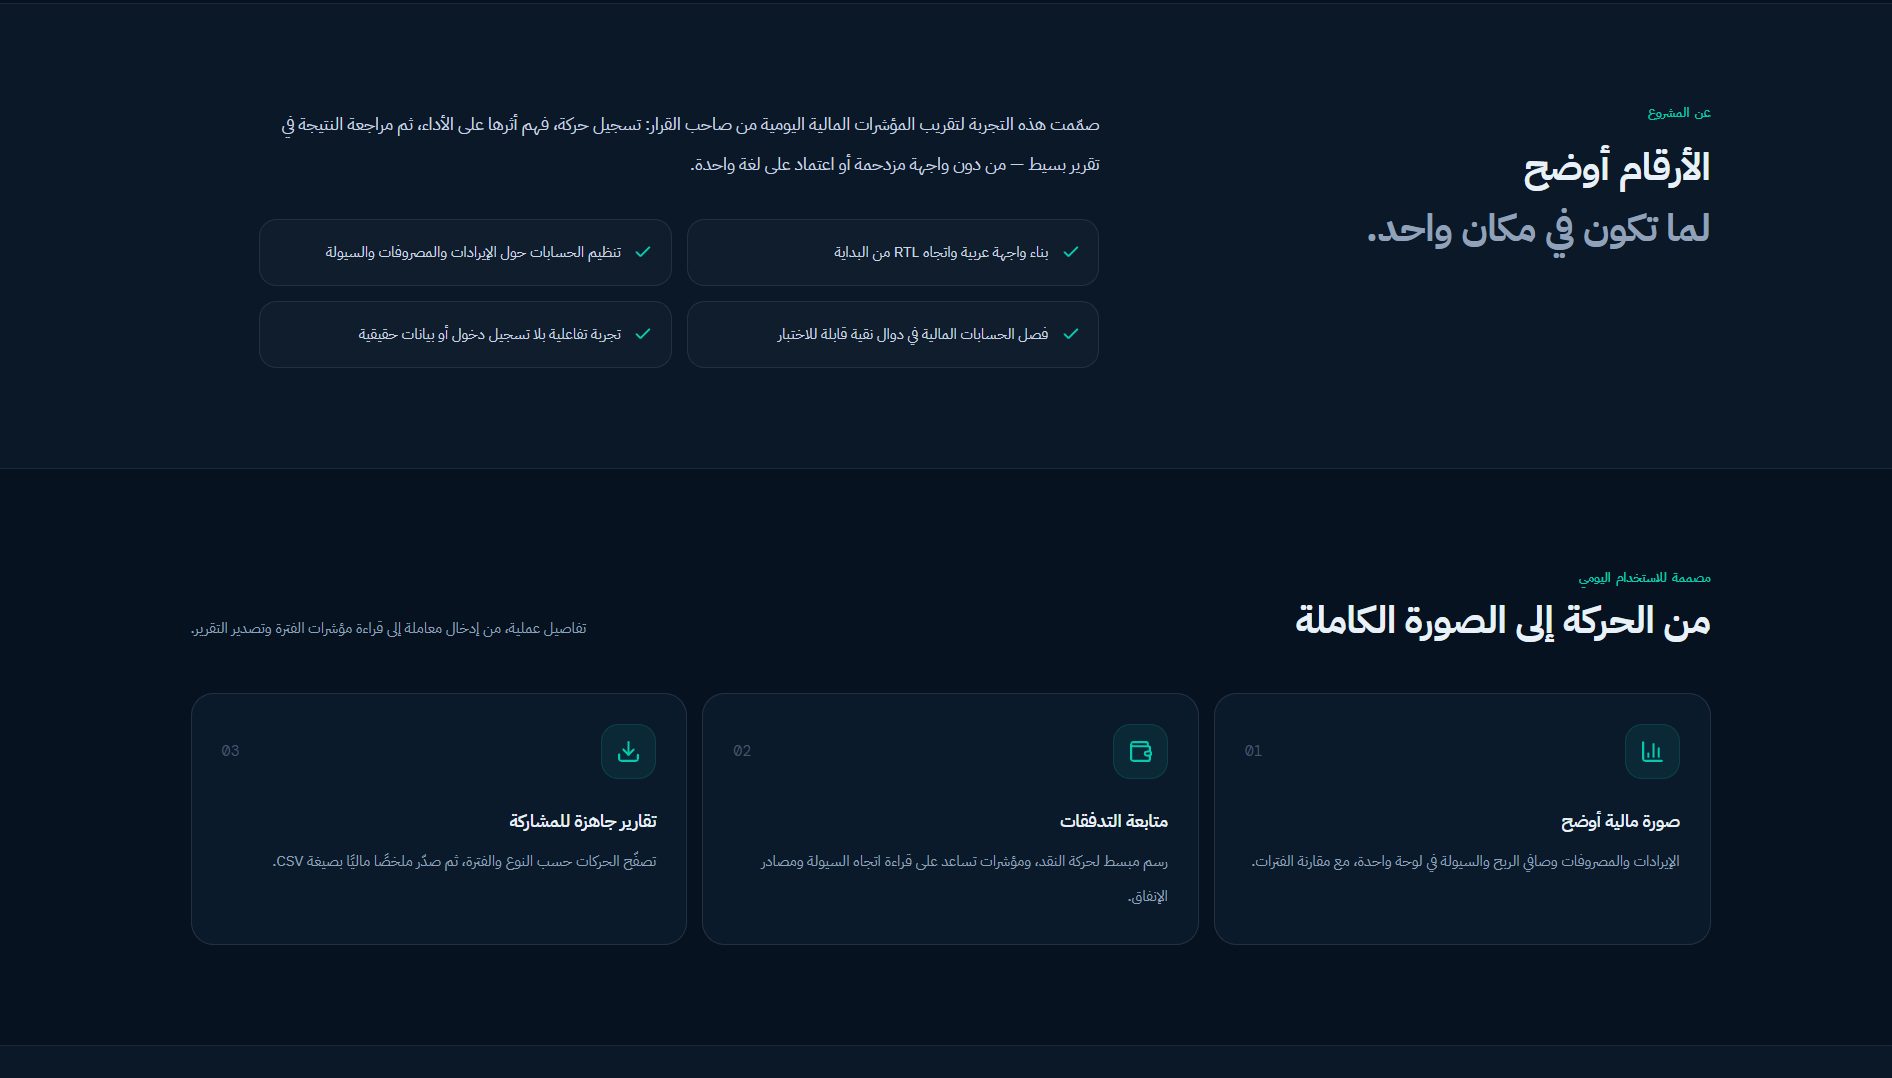 عن المشروع
الأرقام أوضح
لما تكون في مكان واحد.
صمّمت هذه التجربة لتقريب المؤشرات المالية اليومية من صاحب القرار: تسجيل حركة، فهم أثرها على الأداء، ثم مراجعة النتيجة في
تقرير بسيط — من دون واجهة مزدحمة أو اعتماد على لغة واحدة.
بناء واجهة عربية واتجاه RTL من البداية
تنظيم الحسابات حول الإيرادات والمصروفات والسيولة
فصل الحسابات المالية في دوال نقية قابلة للاختبار
تجربة تفاعلية بلا تسجيل دخول أو بيانات حقيقية
مصممة للاستخدام اليومي
من الحركة إلى الصورة الكاملة
تفاصيل عملية، من إدخال معاملة إلى قراءة مؤشرات الفترة وتصدير التقرير.
01
صورة مالية أوضح
الإيرادات والمصروفات وصافي الربح والسيولة في لوحة واحدة، مع مقارنة الفترات.
02
متابعة التدفقات
رسم مبسط لحركة النقد، ومؤشرات تساعد على قراءة اتجاه السيولة ومصادر
الإنفاق.
03
تقارير جاهزة للمشاركة
تصفّح الحركات حسب النوع والفترة، ثم صدّر ملخصًا ماليًا بصيغة CSV.